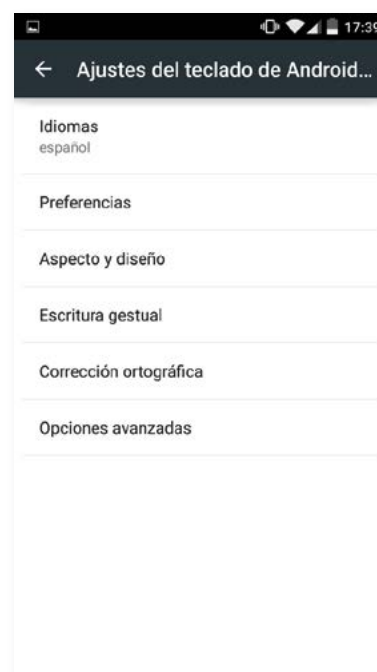 17:39
Ajustes del teclado de Android...
Idiomas
español
Preferencias
Aspecto y diseño
Escritura gestual
Corrección ortográfica
Opciones avanzadas